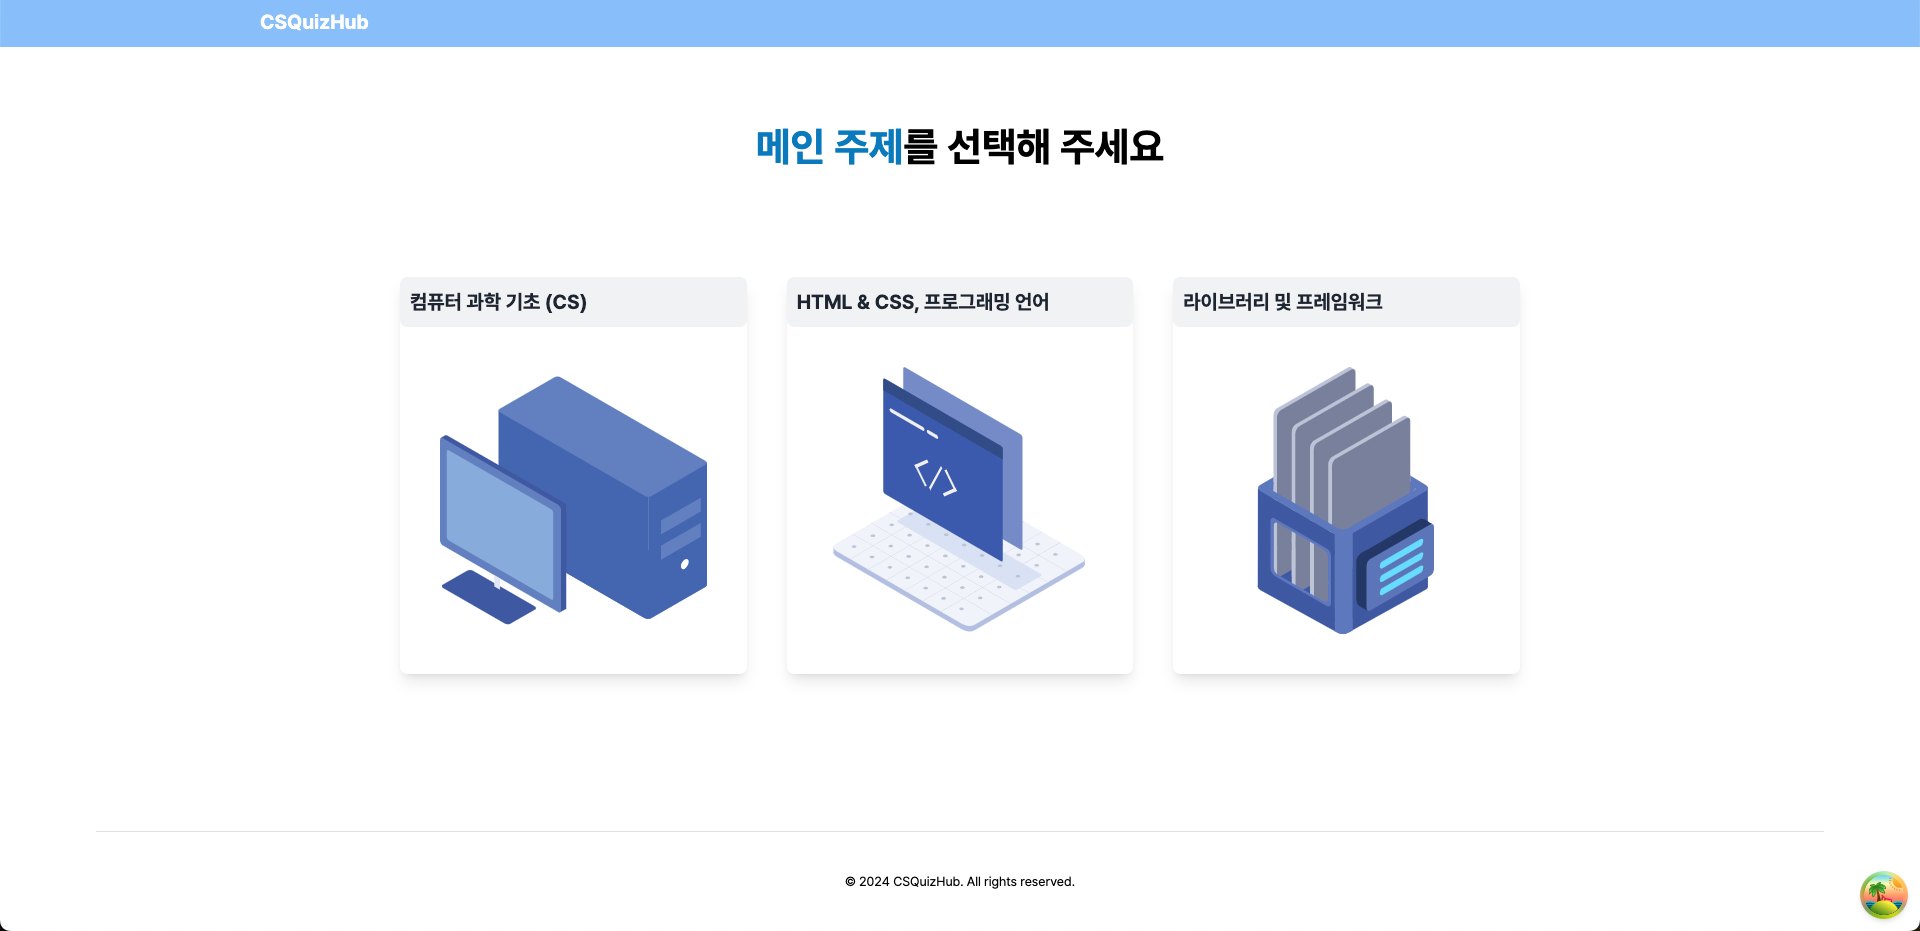 CSQuizHub
메인 주제를 선택해 주세요
컴퓨터 과학 기초 (CS)
HTML & CSS, 프로그래밍 언어
라이브러리 및 프레임워크
</>
© 2024 CSQuizHub. All rights reserved.